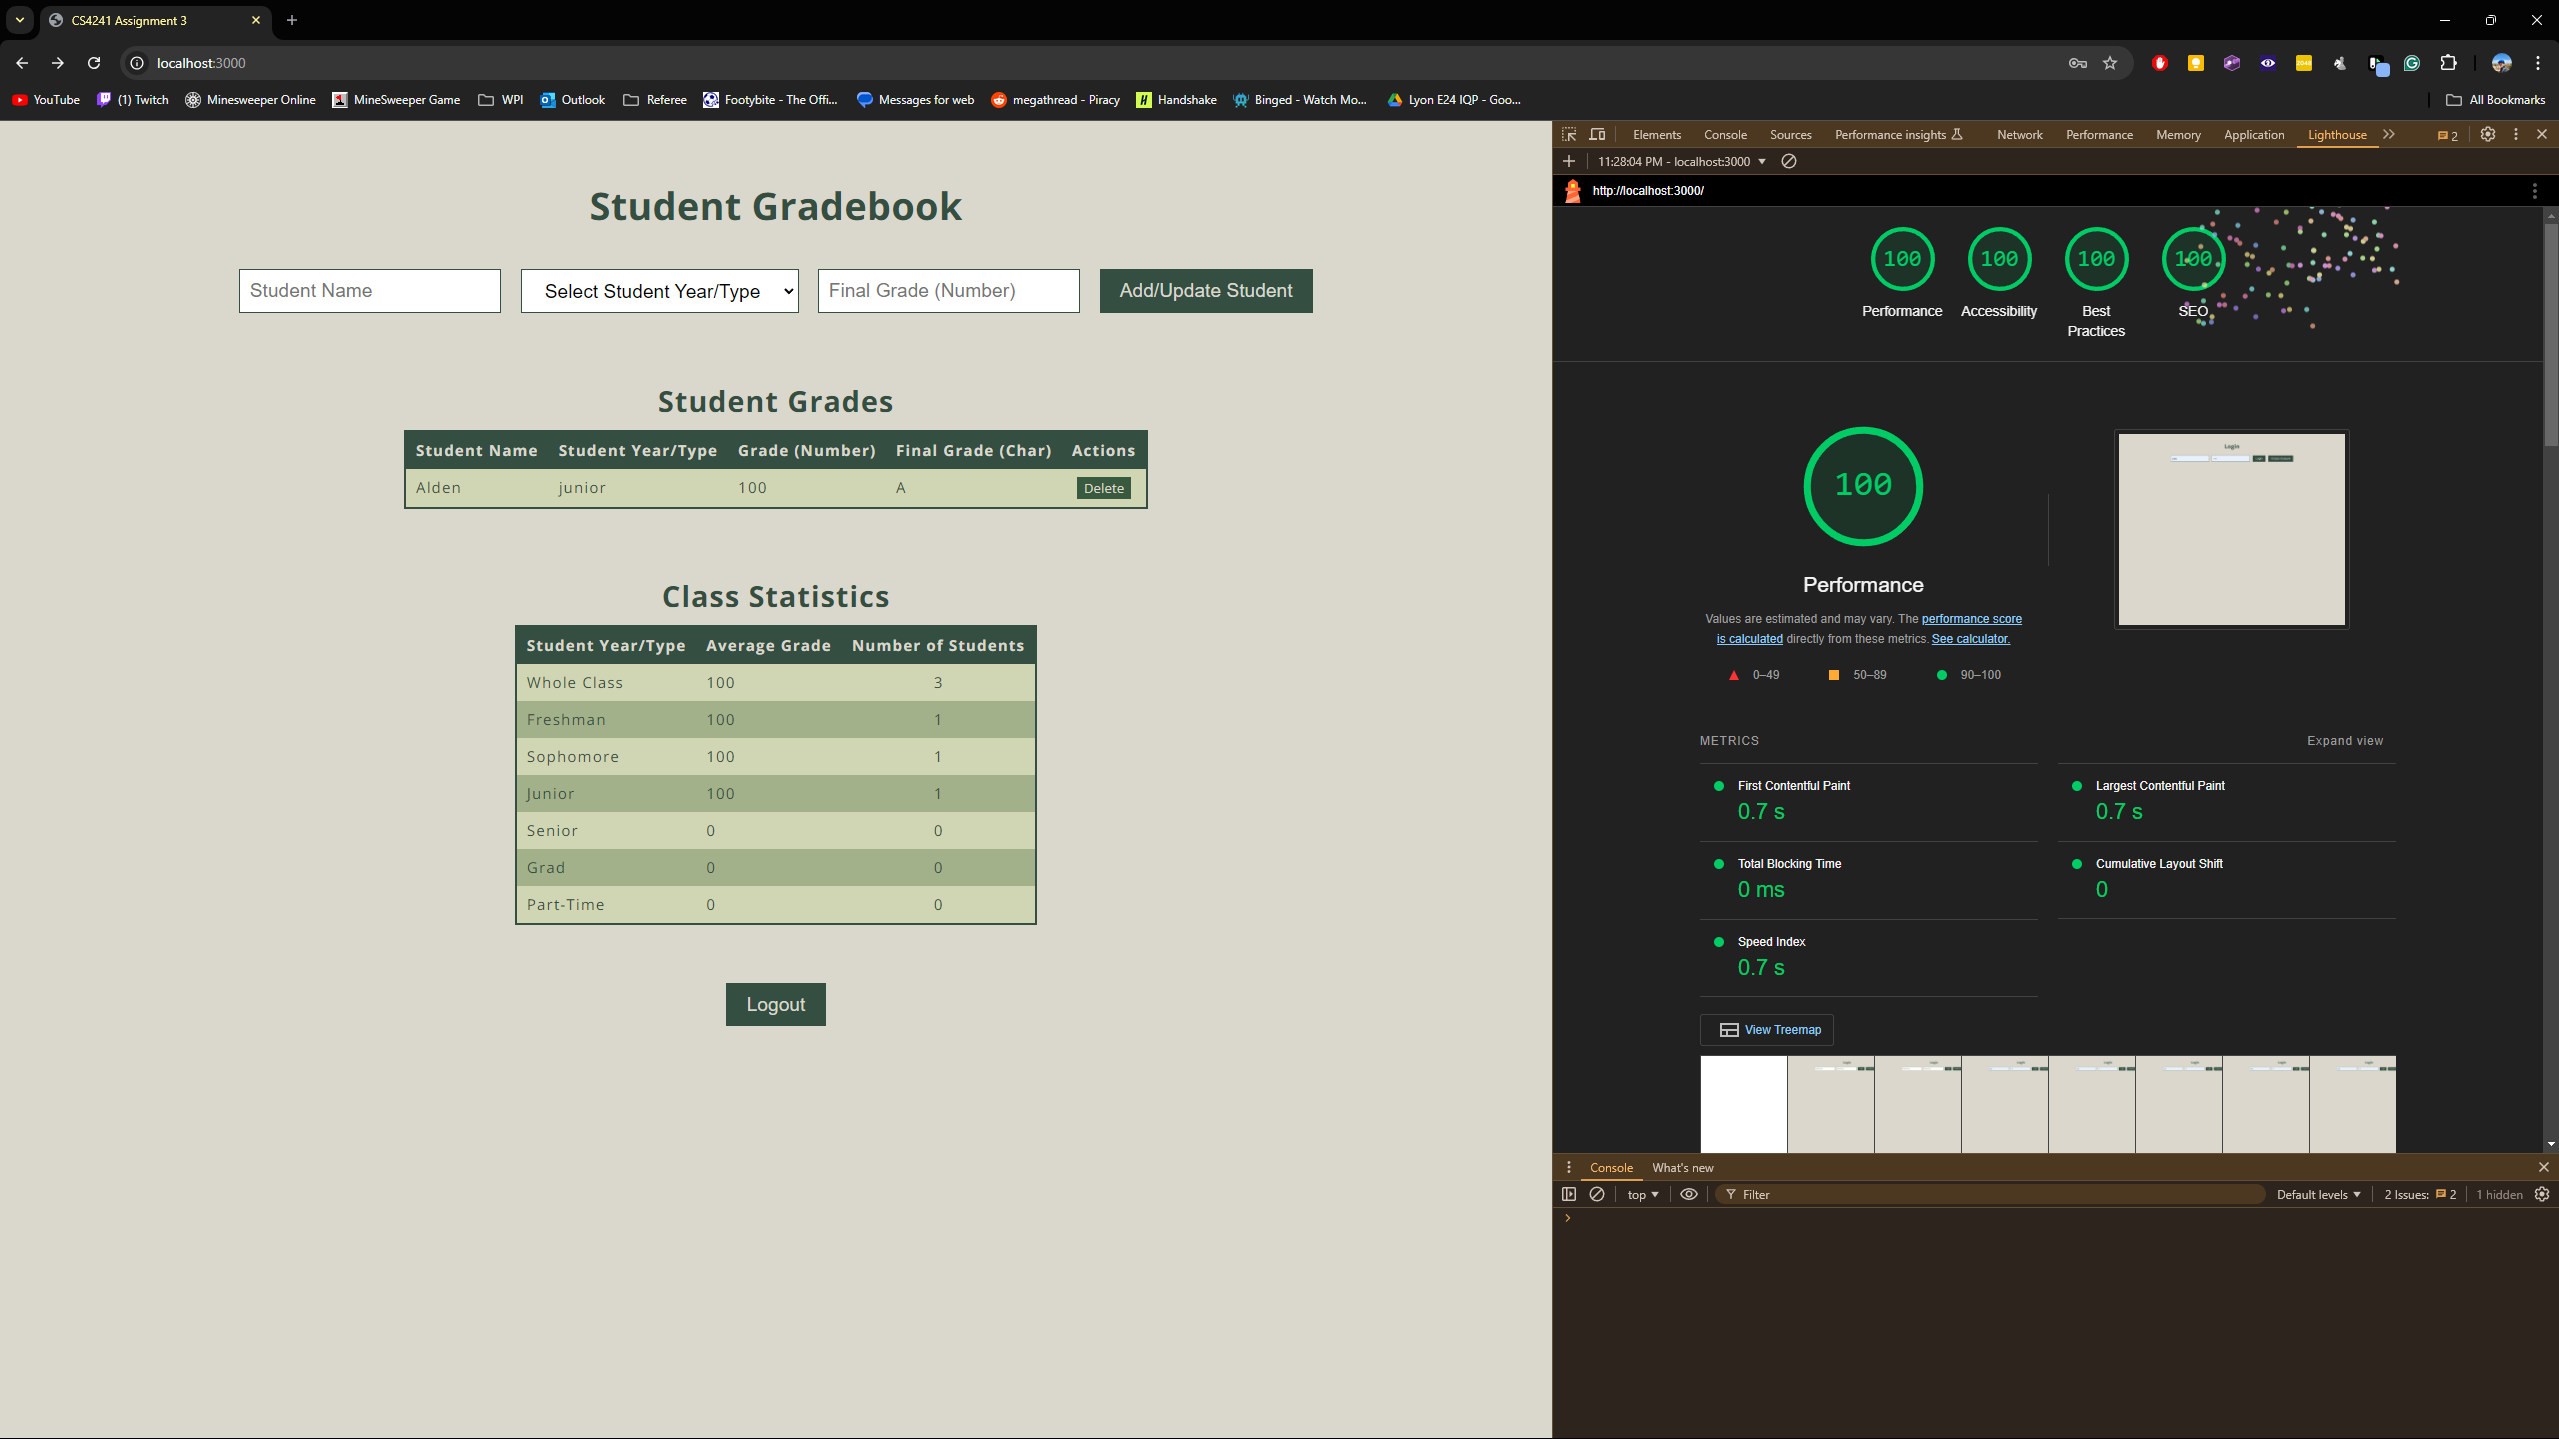 CS4241 Assignment 3
localhost:3000
YouTube
(1) Twitch
Minesweeper Online
MineSweeper Game
WPI
Outlook
Referee
Footybite - The Offi...
Messages for web
megathread - Piracy
Handshake
Binged - Watch Mo...
Lyon E24 IQP - Goo...
All Bookmarks
Student Gradebook
Student Name
Select Student Year/Type
Final Grade (Number)
Add/Update Student
Student Grades
Student Name Student Year/Type Grade (Number) Final Grade (Char) Actions
Alden junior 100 A Delete
Class Statistics
Student Year/Type Average Grade Number of Students
Whole Class 100 3
Freshman 100 1
Sophomore 100 1
Junior 100 1
Senior 0 0
Grad 0 0
Part-Time 0 0
Logout
Elements Console Sources Performance insights Network Performance Memory Application Lighthouse 2
11:28:04 PM - localhost:3000
http://localhost:3000/
100 100 100 100
Performance Accessibility Best Practices SEO
100
Performance
Values are estimated and may vary. The performance score
is calculated directly from these metrics. See calculator.
0–49 50–89 90–100
Login
METRICS
Expand view
First Contentful Paint
0.7 s
Largest Contentful Paint
0.7 s
Total Blocking Time
0 ms
Cumulative Layout Shift
0
Speed Index
0.7 s
View Treemap
Console What's new
top Filter Default levels 2 Issues: 2 1 hidden